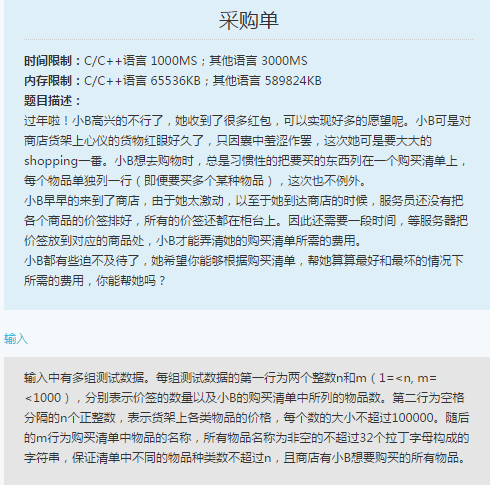 采购单
时间限制：C/C++语言 1000MS；其他语言 3000MS
内存限制：C/C++语言 65536KB；其他语言 589824KB
题目描述：
过年啦！小B高兴的不行了，她收到了很多红包，可以实现好多的愿望呢。小B可是对
商店货架上心仪的货物红眼好久了，只因囊中羞涩作罢，这次她可是要大大的
shopping一番。小B想去购物时，总是习惯性的把要买的东西列在一个购买清单上，
每个物品单独列一行（即便要买多个某种物品），这次也不例外。
小B早早的来到了商店，由于她太激动，以至于她到达商店的时候，服务员还没有把
各个商品的价签排好，所有的价签还都在柜台上。因此还需要一段时间，等服务器把
价签放到对应的商品处，小B才能弄清她的购买清单所需的费用。
小B都有些迫不及待了，她希望你能够根据购买清单，帮她算算最好和最坏的情况下
所需的费用，你能帮她吗？
输入
输入中有多组测试数据。每组测试数据的第一行为两个整数n和m（1=<n, m=
<1000），分别表示价签的数量以及小B的购买清单中所列的物品数。第二行为空格
分隔的n个正整数，表示货架上各类物品的价格，每个数的大小不超过100000。随后
的m行为购买清单中物品的名称，所有物品名称为非空的不超过32个拉丁字母构成的
字符串，保证清单中不同的物品种类数不超过n，且商店有小B想要购买的所有物品。